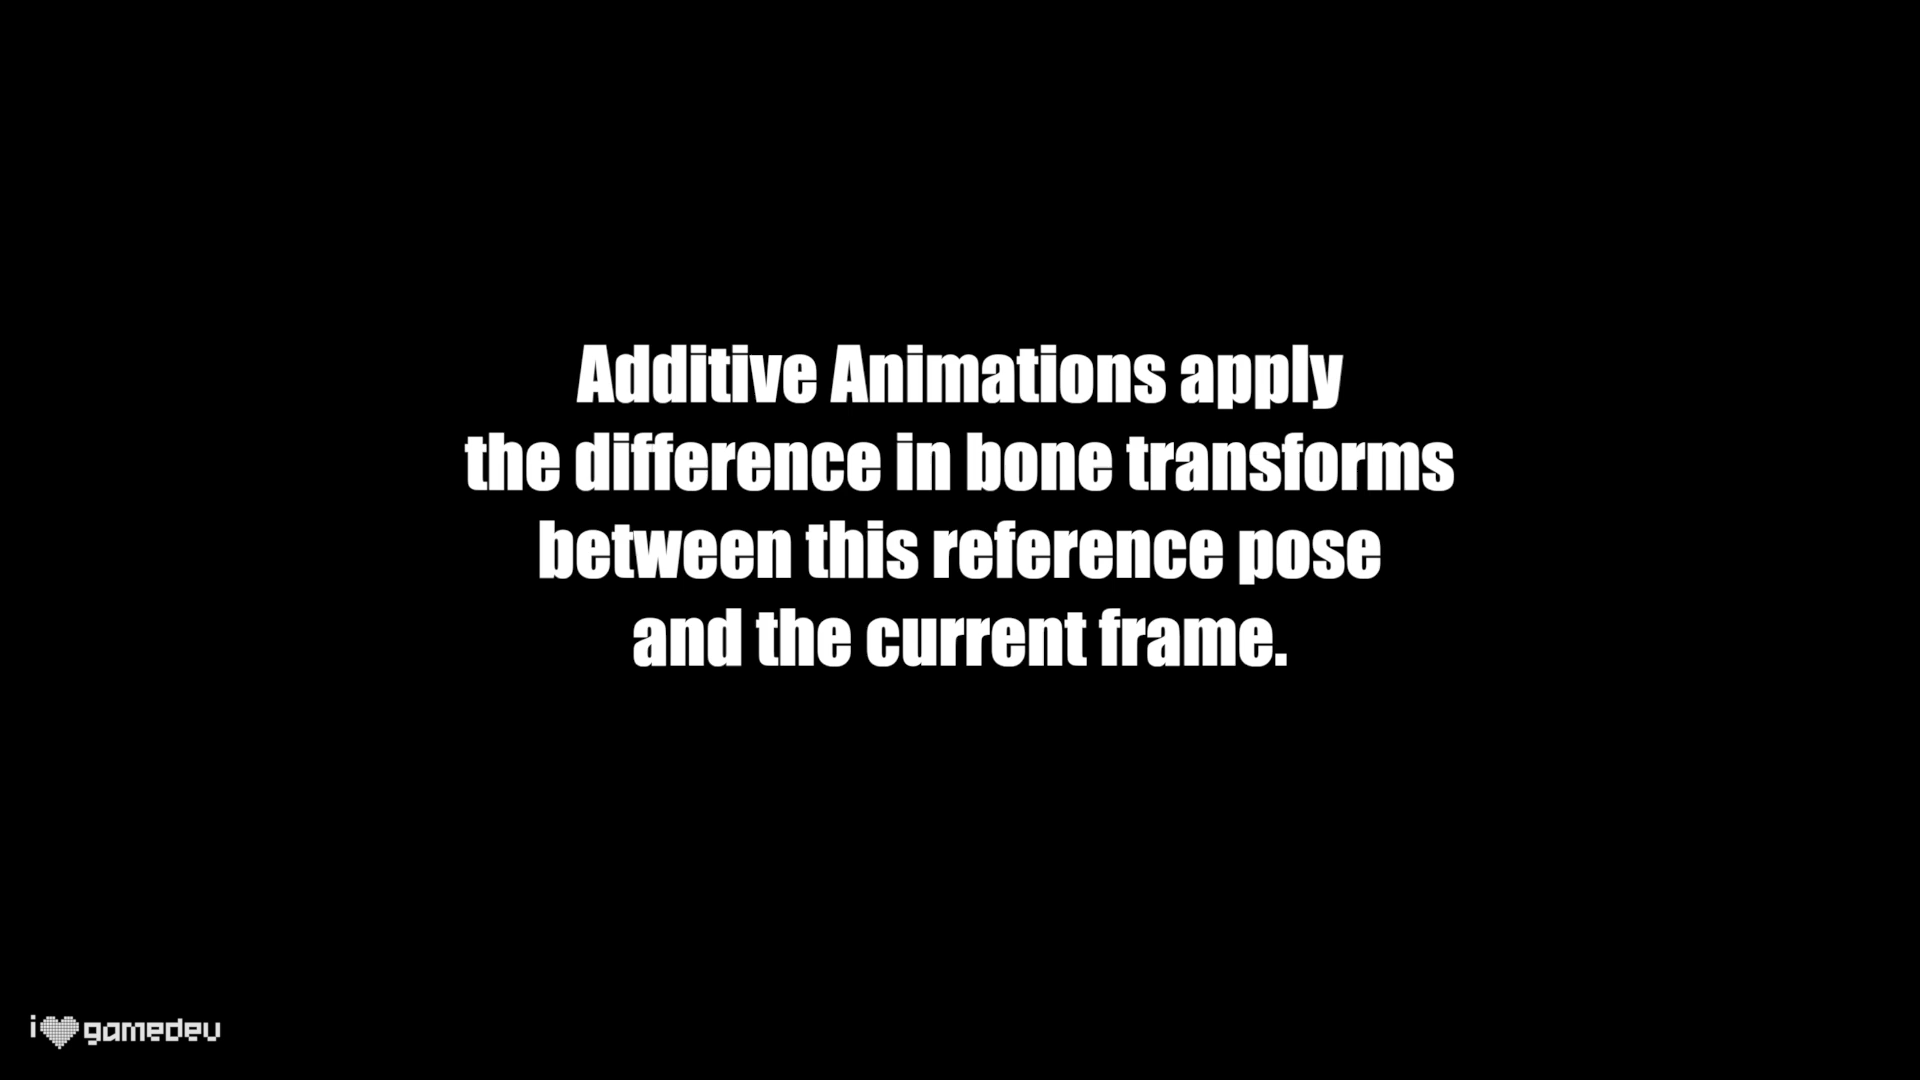 Additive Animations apply
the difference in bone transforms
between this reference pose
and the current frame.
i gamedev